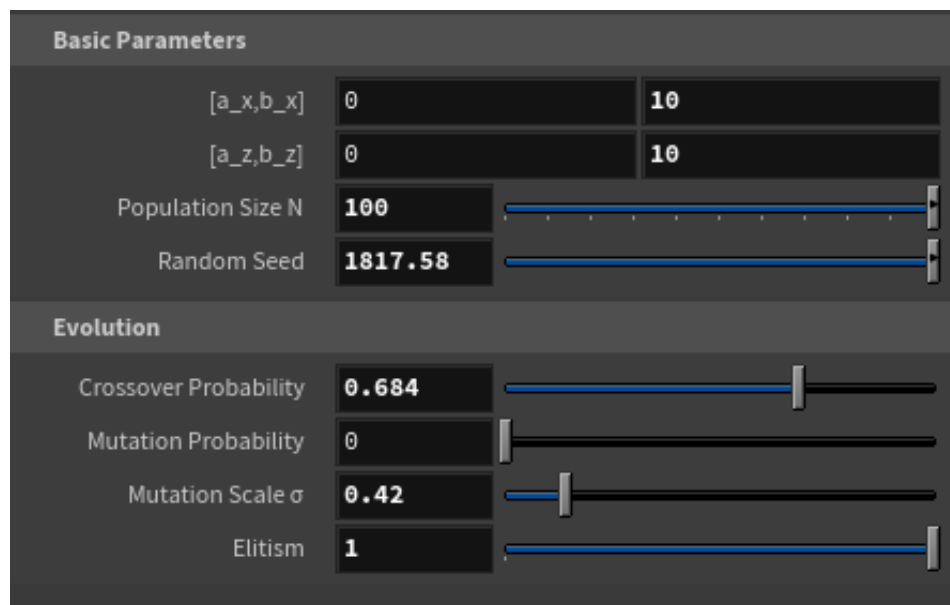 Basic Parameters
[a_x,b_x] 0 10
[a_z,b_z] 0 10
Population Size N 100
Random Seed 1817.58
Evolution
Crossover Probability 0.684
Mutation Probability 0
Mutation Scale σ 0.42
Elitism 1